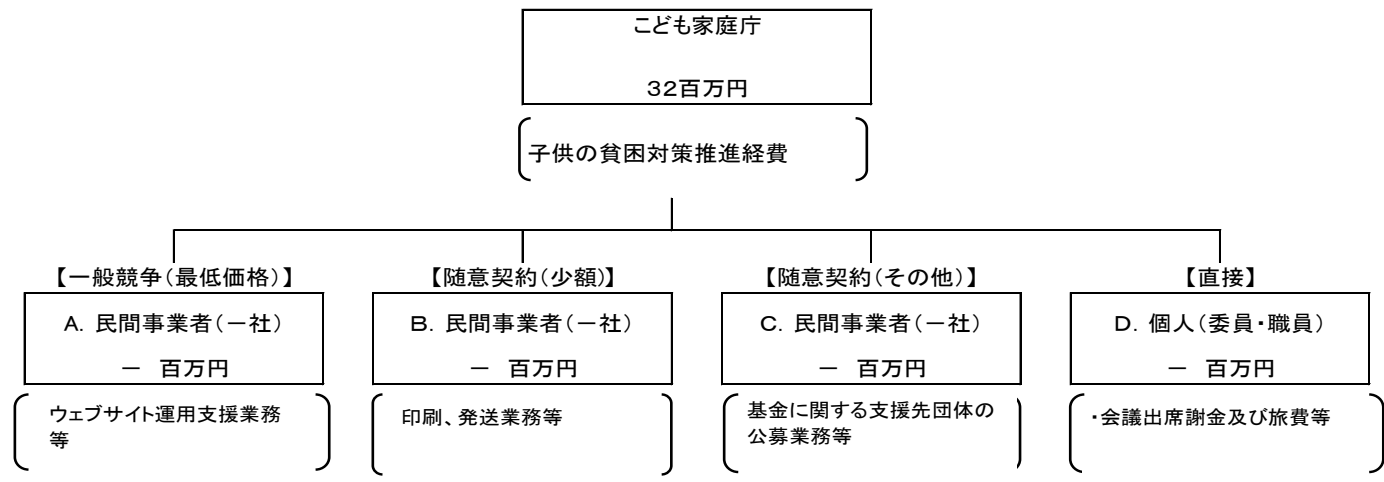 こども家庭庁
32百万円
子供の貧困対策推進経費
【一般競争(最低価格)】
【随意契約(少額)】
【随意契約(その他)】
【直接】
A. 民間事業者(-社)
B. 民間事業者(-社)
C. 民間事業者(-社)
D. 個人(委員・職員)
- 百万円
- 百万円
- 百万円
- 百万円
ウェブサイト運用支援業務
等
印刷、発送業務等
基金に関する支援先団体の
公募業務等
・会議出席謝金及び旅費等